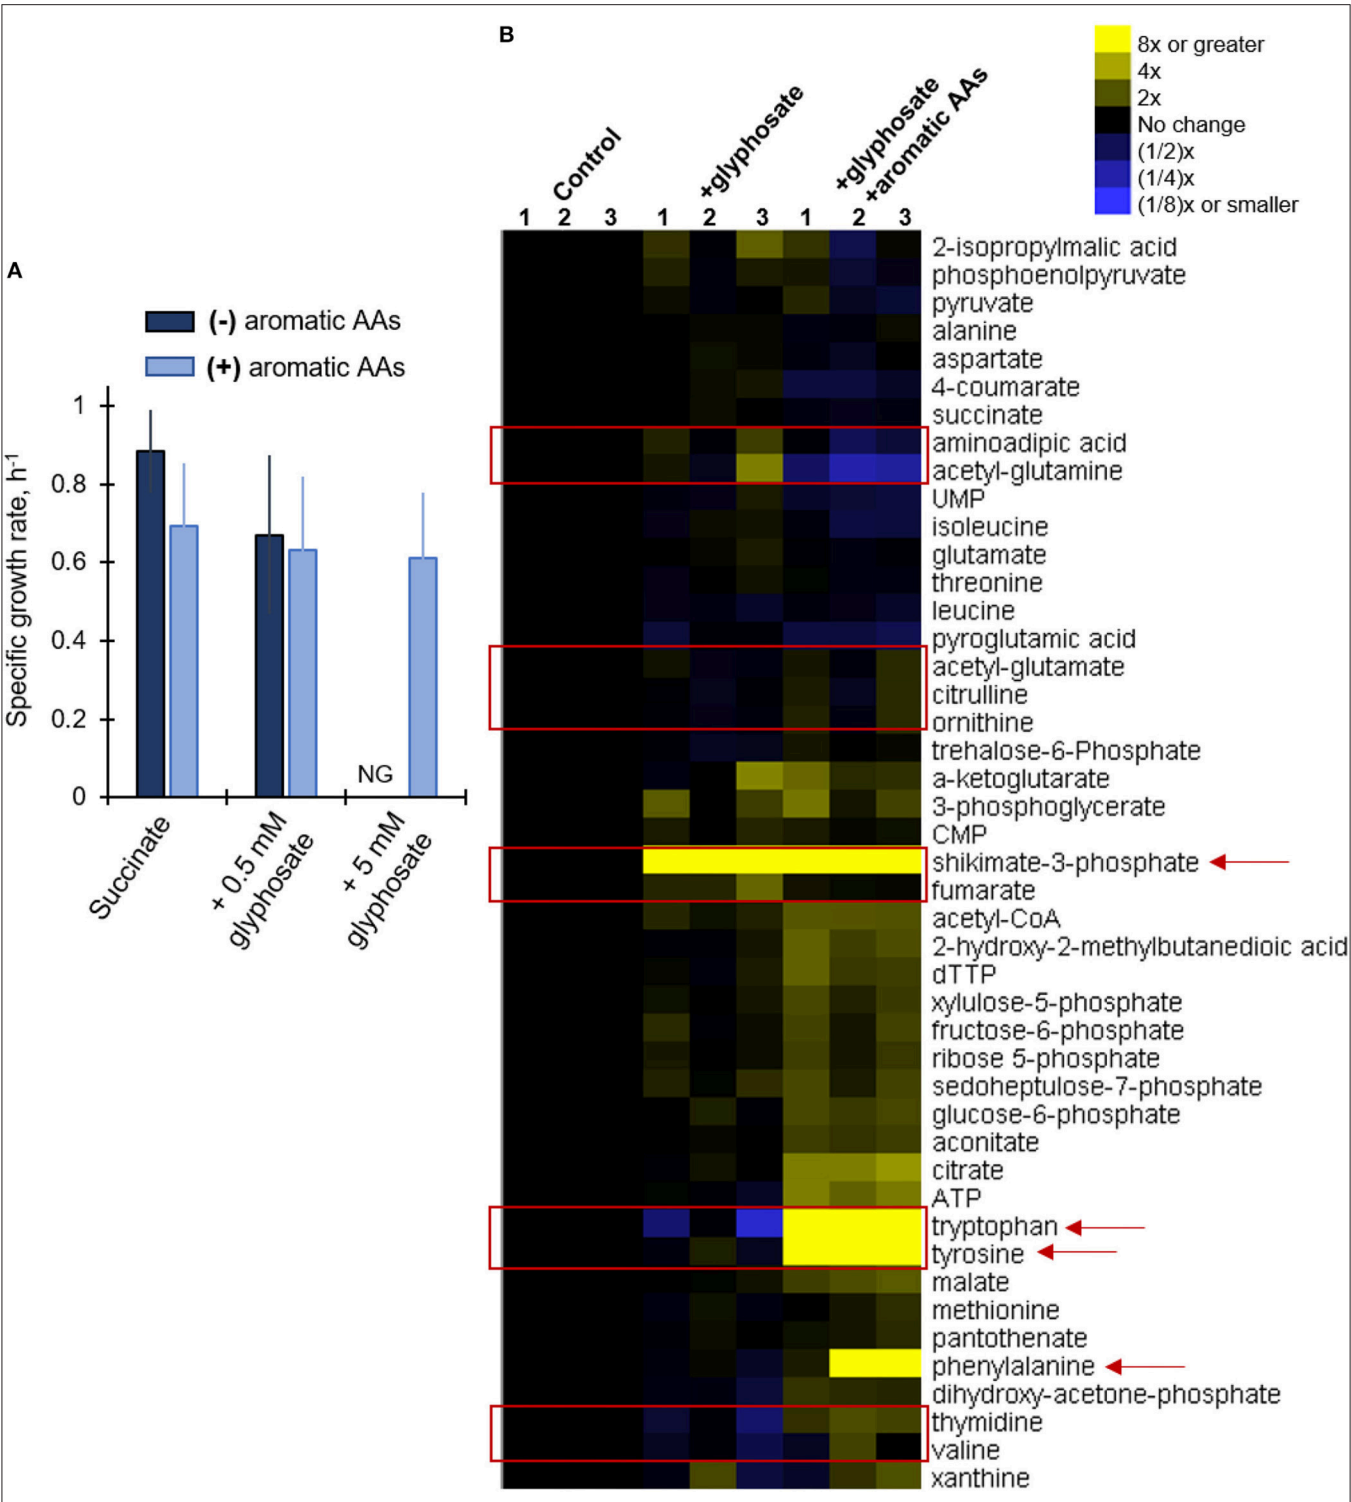 A
(-) aromatic AAs
(+) aromatic AAs
Specific growth rate, h-1
1
0.8
0.6
0.4
0.2
0
NG
Succinate
+ 0.5 mM
glyphosate
+ 5 mM
glyphosate
B
8x or greater
4x
2x
No change
(1/2)x
(1/4)x
(1/8)x or smaller
Control
+glyphosate
+glyphosate
+aromatic AAs
1 2 3 1 2 3 1 2 3
2-isopropylmalic acid
phosphoenolpyruvate
pyruvate
alanine
aspartate
4-coumarate
succinate
aminoadipic acid
acetyl-glutamine
UMP
isoleucine
glutamate
threonine
leucine
pyroglutamic acid
acetyl-glutamate
citrulline
ornithine
trehalose-6-Phosphate
a-ketoglutarate
3-phosphoglycerate
CMP
shikimate-3-phosphate
fumarate
acetyl-CoA
2-hydroxy-2-methylbutanedioic acid
dTTP
xylulose-5-phosphate
fructose-6-phosphate
ribose 5-phosphate
sedoheptulose-7-phosphate
glucose-6-phosphate
aconitate
citrate
ATP
tryptophan
tyrosine
malate
methionine
pantothenate
phenylalanine
dihydroxy-acetone-phosphate
thymidine
valine
xanthine